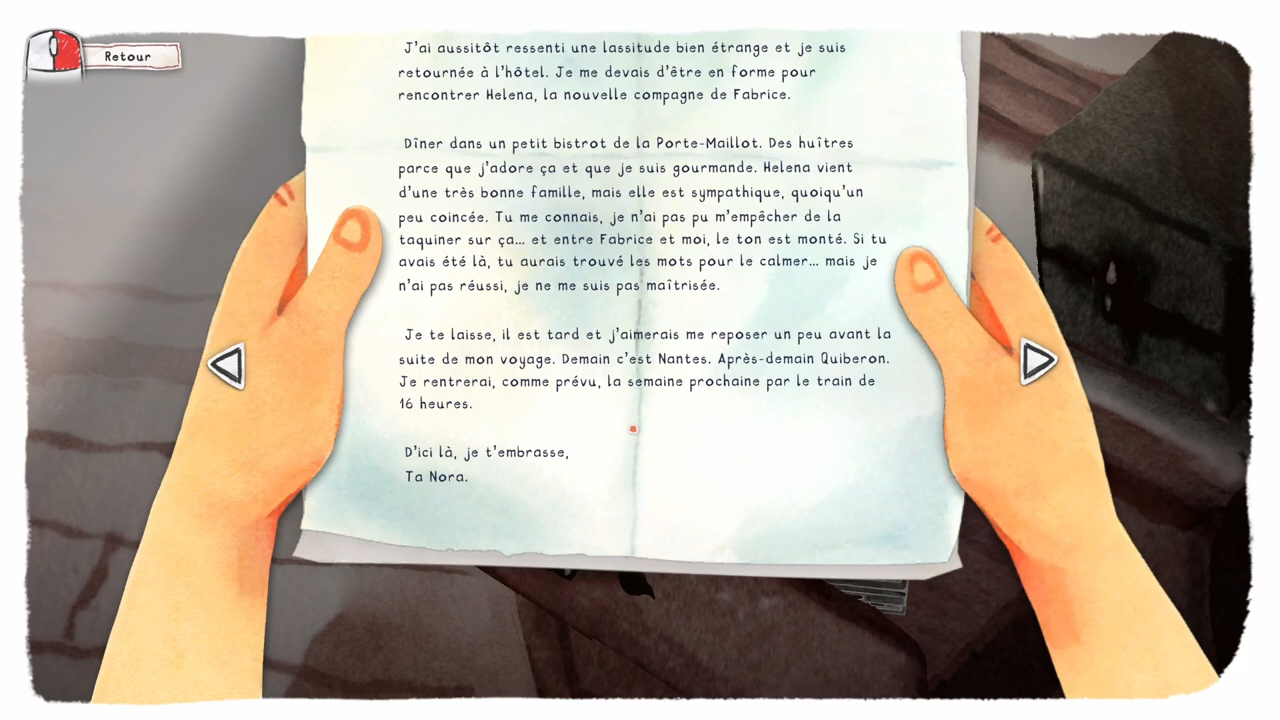 Retour
J'ai aussitôt ressenti une lassitude bien étrange et je suis
retournée à l'hôtel. Je me devais d'être en forme pour
rencontrer Helena, la nouvelle compagne de Fabrice.
Dîner dans un petit bistrot de la Porte-Maillot. Des huîtres
parce que j'adore ça et que je suis gourmande. Helena vient
d'une très bonne famille, mais elle est sympathique, quoiqu'un
peu coincée. Tu me connais, je n'ai pas pu m'empêcher de la
taquiner sur ça... et entre Fabrice et moi, le ton est monté. Si tu
avais été là, tu aurais trouvé les mots pour le calmer... mais je
n'ai pas réussi, je ne me suis pas maîtrisée.
Je te laisse, il est tard et j'aimerais me reposer un peu avant la
suite de mon voyage. Demain c'est Nantes. Après-demain Quiberon.
Je rentrerai, comme prévu, la semaine prochaine par le train de
16 heures.
D'ici là, je t'embrasse,
Ta Nora.